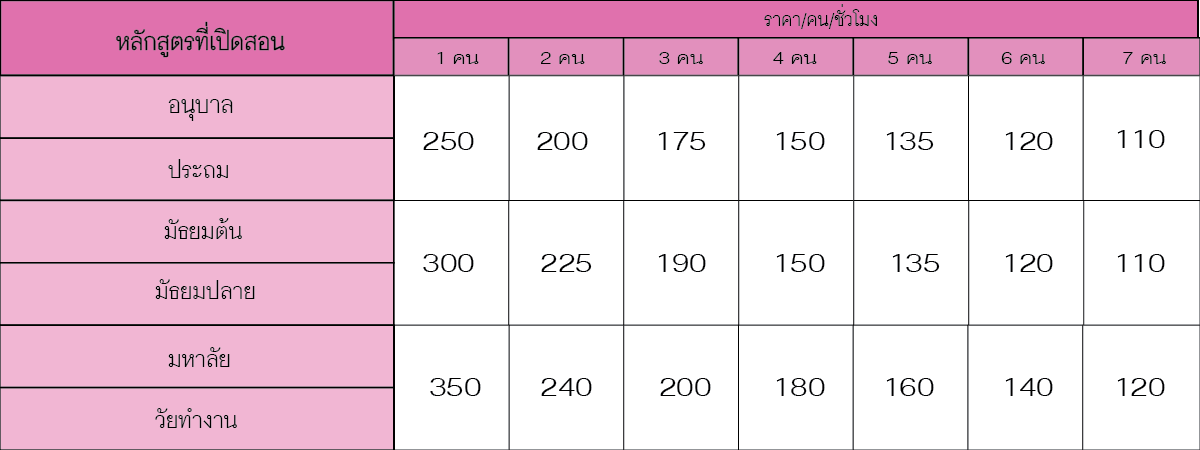 หลักสูตรที่เปิดสอน
ราคา/คน/ชั่วโมง
1 คน 2 คน 3 คน 4 คน 5 คน 6 คน 7 คน
อนุบาล
250 200 175 150 135 120 110
ประถม
มัธยมต้น
300 225 190 150 135 120 110
มัธยมปลาย
มหาลัย
350 240 200 180 160 140 120
วัยทำงาน